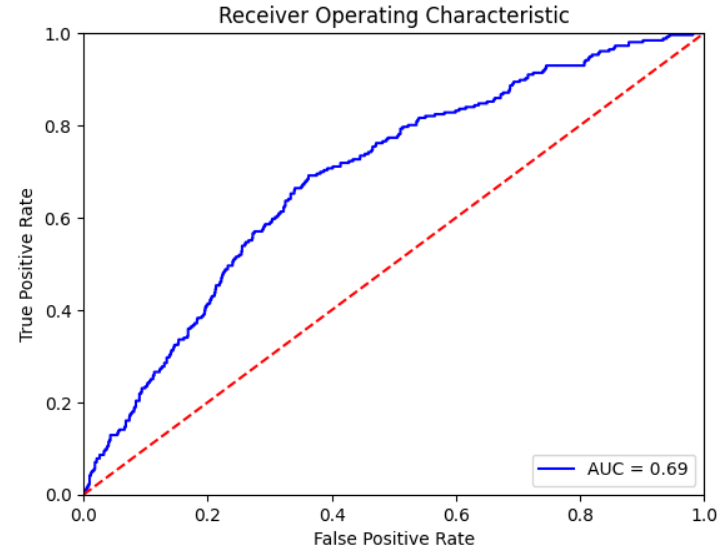 Receiver Operating Characteristic
1.0
0.8
0.6
0.4
0.2
0.0
True Positive Rate
AUC = 0.69
0.0 0.2 0.4 0.6 0.8 1.0
False Positive Rate